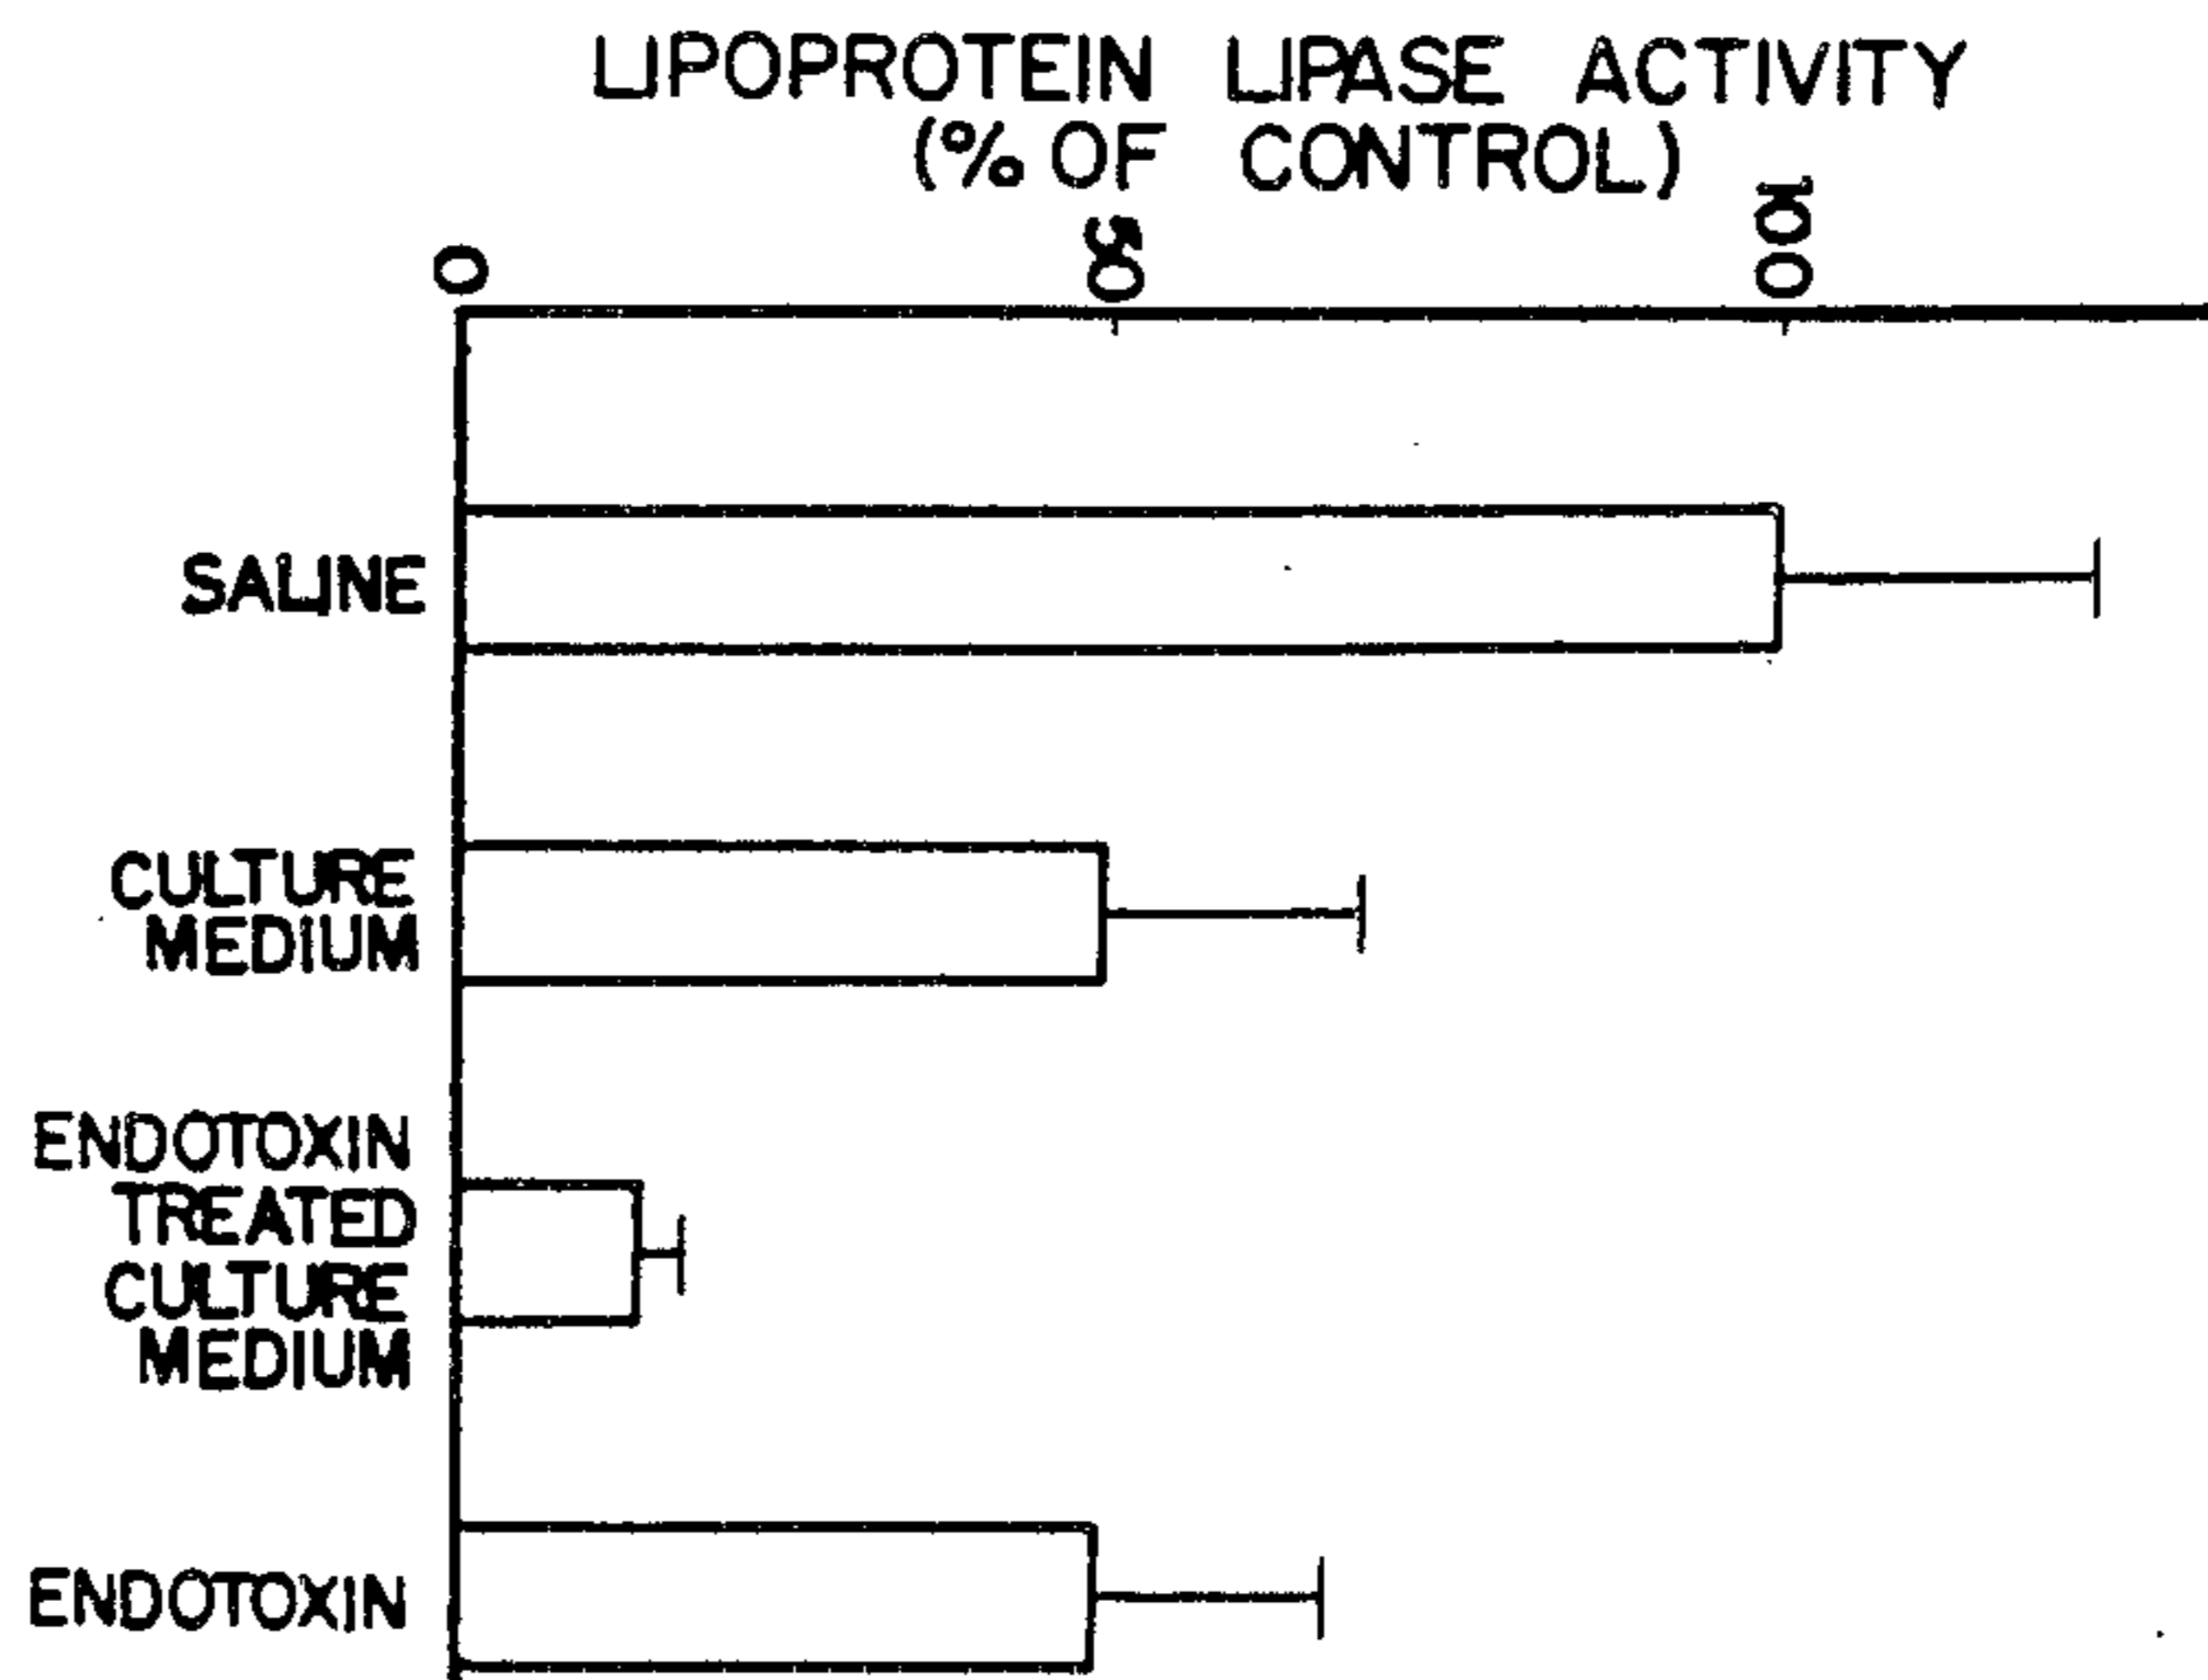 LIPOPROTEIN LIPASE ACTIVITY
(% OF CONTROL)
0
50
100
SALINE
CULTURE
MEDIUM
ENDOTOXIN
TREATED
CULTURE
MEDIUM
ENDOTOXIN